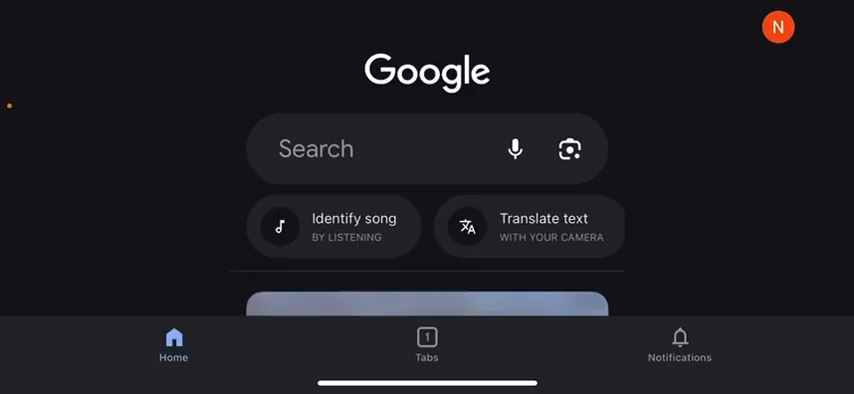 N
Google
Search
Identify song
BY LISTENING
Translate text
WITH YOUR CAMERA
Home
1
Tabs
Notifications